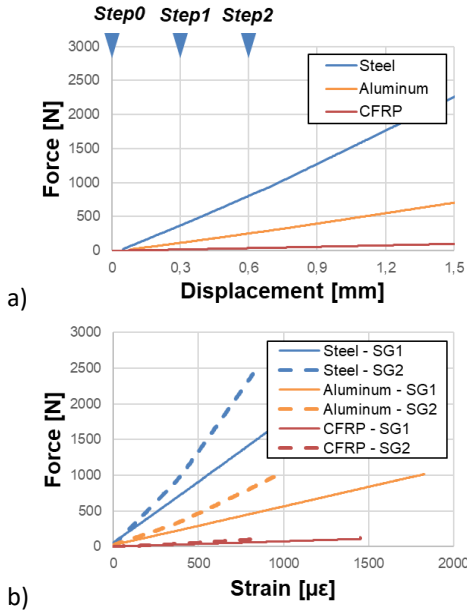 Step0 Step1 Step2
3000
2500
2000
1500
1000
500
0
Force [N]
Steel
Aluminum
CFRP
0 0,3 0,6 0,9 1,2 1,5
Displacement [mm]
a)
3000
2500
2000
1500
1000
500
0
Force [N]
Steel - SG1
Steel - SG2
Aluminum - SG1
Aluminum - SG2
CFRP - SG1
CFRP - SG2
0 500 1000 1500 2000
Strain [µε]
b)